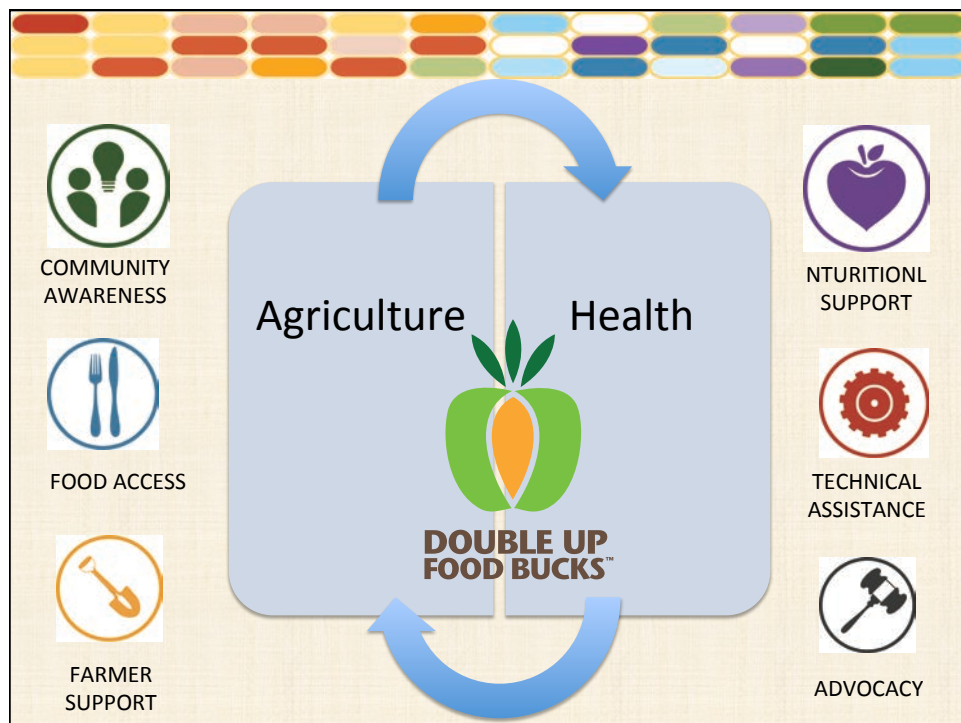 COMMUNITY
AWARENESS
FOOD ACCESS
FARMER
SUPPORT
Agriculture
Health
DOUBLE UP
FOOD BUCKS™
NTURITIONL
SUPPORT
TECHNICAL
ASSISTANCE
ADVOCACY